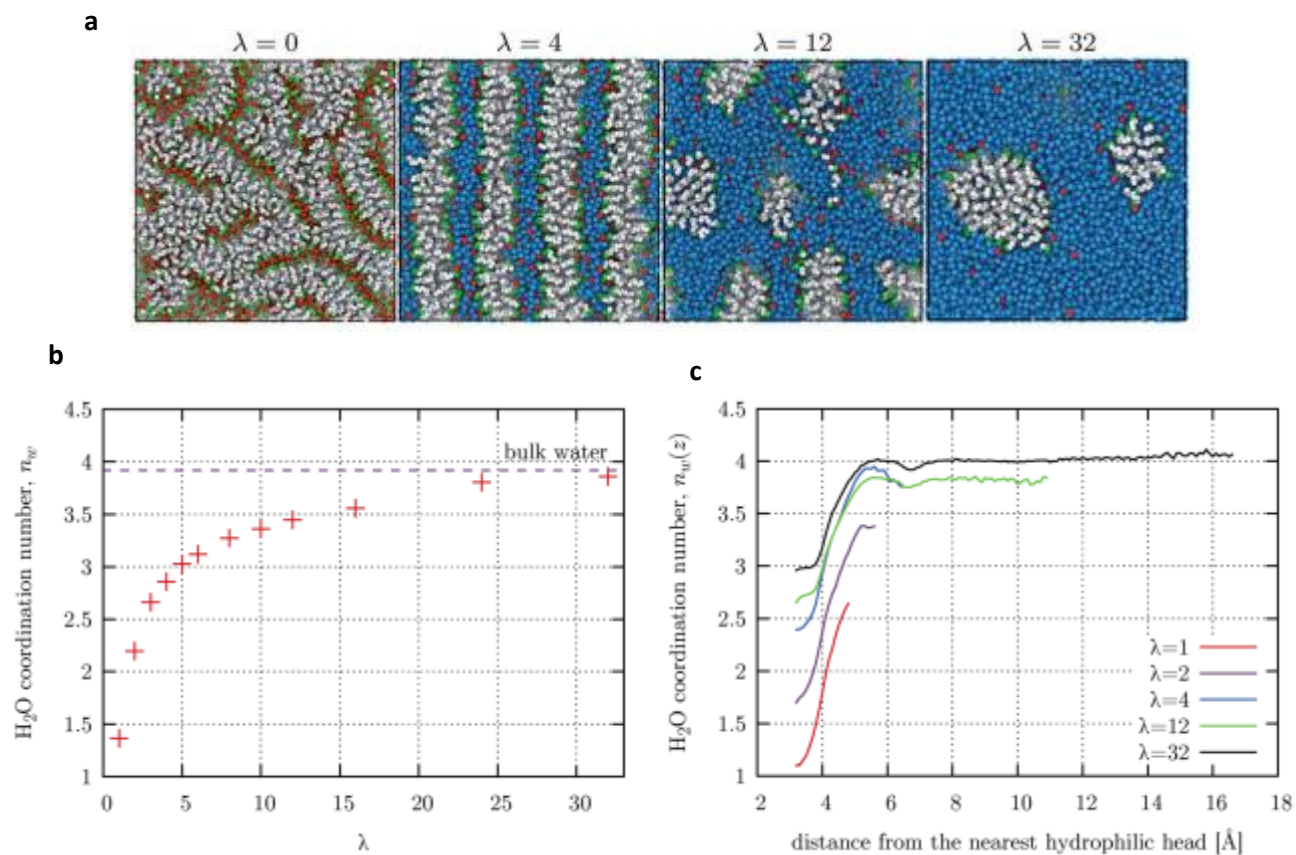 a
λ = 0 λ = 4 λ = 12 λ = 32
b
H₂O coordination number, n_w
4.5
4
3.5
3
2.5
2
1.5
1
bulk water
0 5 10 15 20 25 30
λ
c
H₂O coordination number, n_w(z)
4.5
4
3.5
3
2.5
2
1.5
1
λ=1
λ=2
λ=4
λ=12
λ=32
2 4 6 8 10 12 14 16 18
distance from the nearest hydrophilic head [Å]